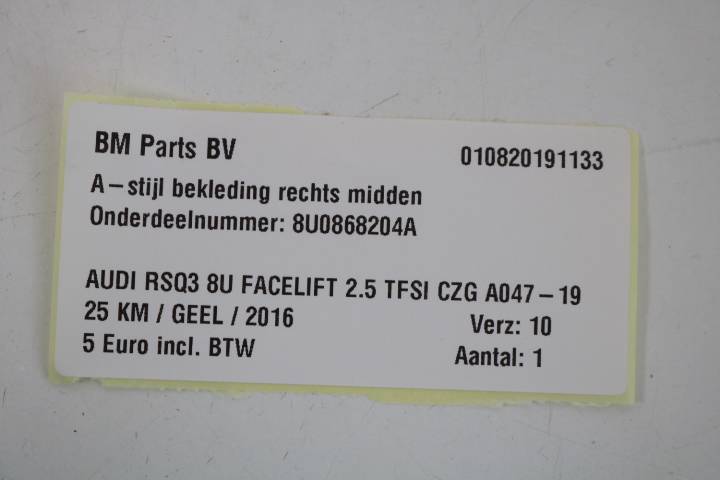 BM Parts BV 010820191133
A-stijl bekleding rechts midden
Onderdeelnummer: 8U0868204A
AUDI RSQ3 8U FACELIFT 2.5 TFSI CZG A047-19
25 KM / GEEL / 2016 Verz: 10
5 Euro incl. BTW Aantal: 1